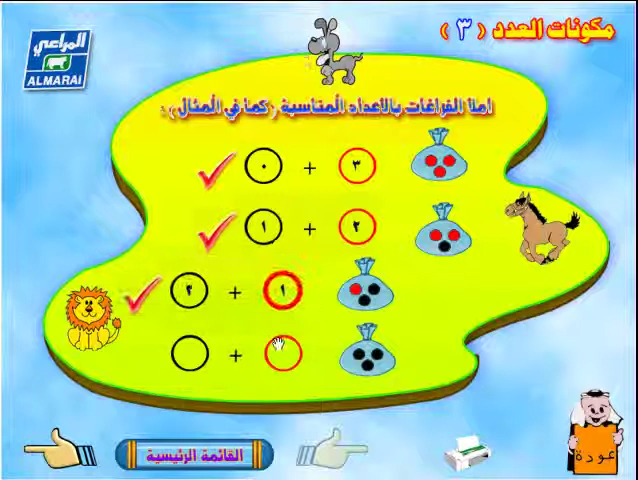 مكونات العدد ( ٣ )
المراعي
ALMARAI
املأ الفراغات بالأعداد المناسبة ( كما في المثال ) :
٣ + ٠
٢ + ١
١ + ٢
+
القائمة الرئيسية
عودة